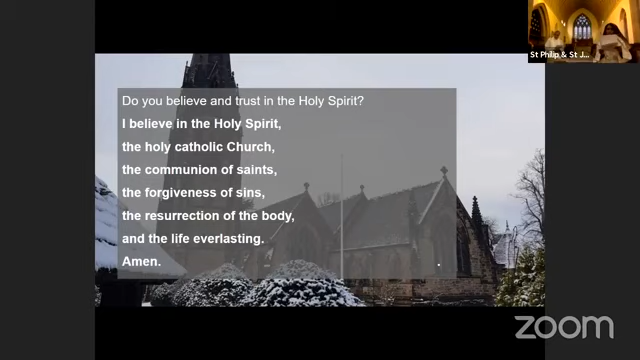 St Philip & St J...
Do you believe and trust in the Holy Spirit?
I believe in the Holy Spirit,
the holy catholic Church,
the communion of saints,
the forgiveness of sins,
the resurrection of the body,
and the life everlasting.
Amen.
zoom